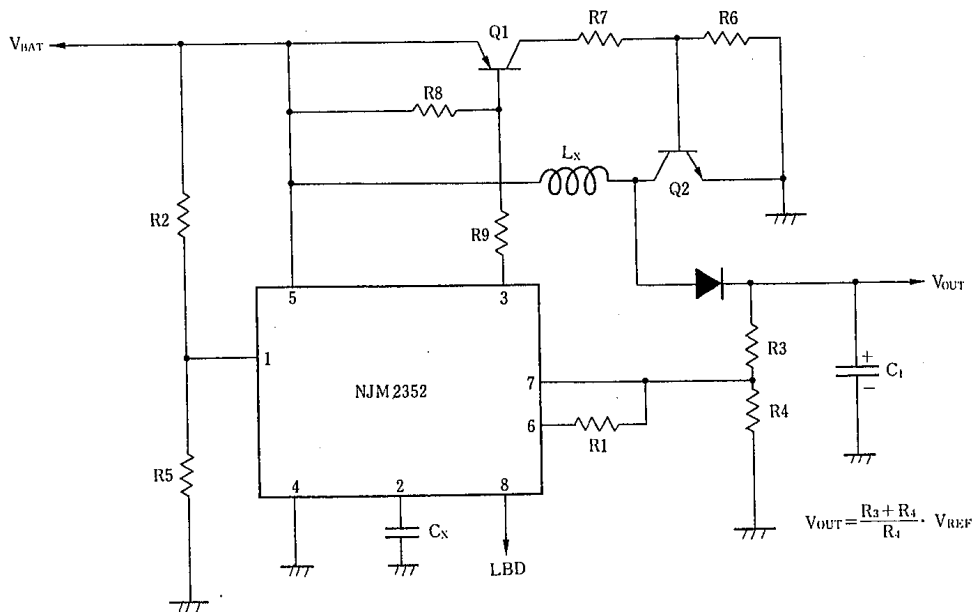 Q1
R7
R6
VBAT
R8
LX
Q2
R2
R9
5
3
VOUT
1
R3
NJM2352
7
C1
R4
6
R1
R5
4
2
8
CX
LBD
VOUT = R3 + R4 / R4 · VREF
+
−